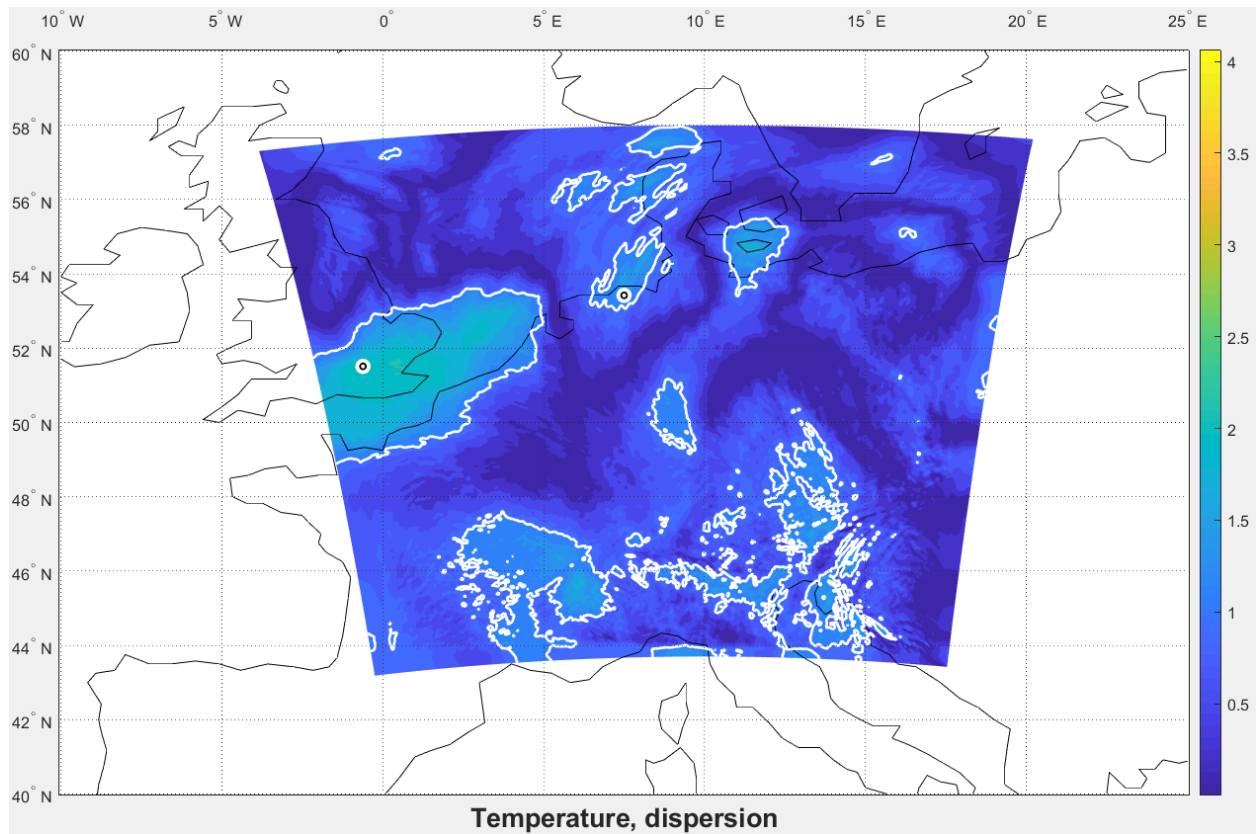 10° W 5° W 0° 5° E 10° E 15° E 20° E 25° E
60° N
58° N
56° N
54° N
52° N
50° N
48° N
46° N
44° N
42° N
40° N
4
3.5
3
2.5
2
1.5
1
0.5
Temperature, dispersion